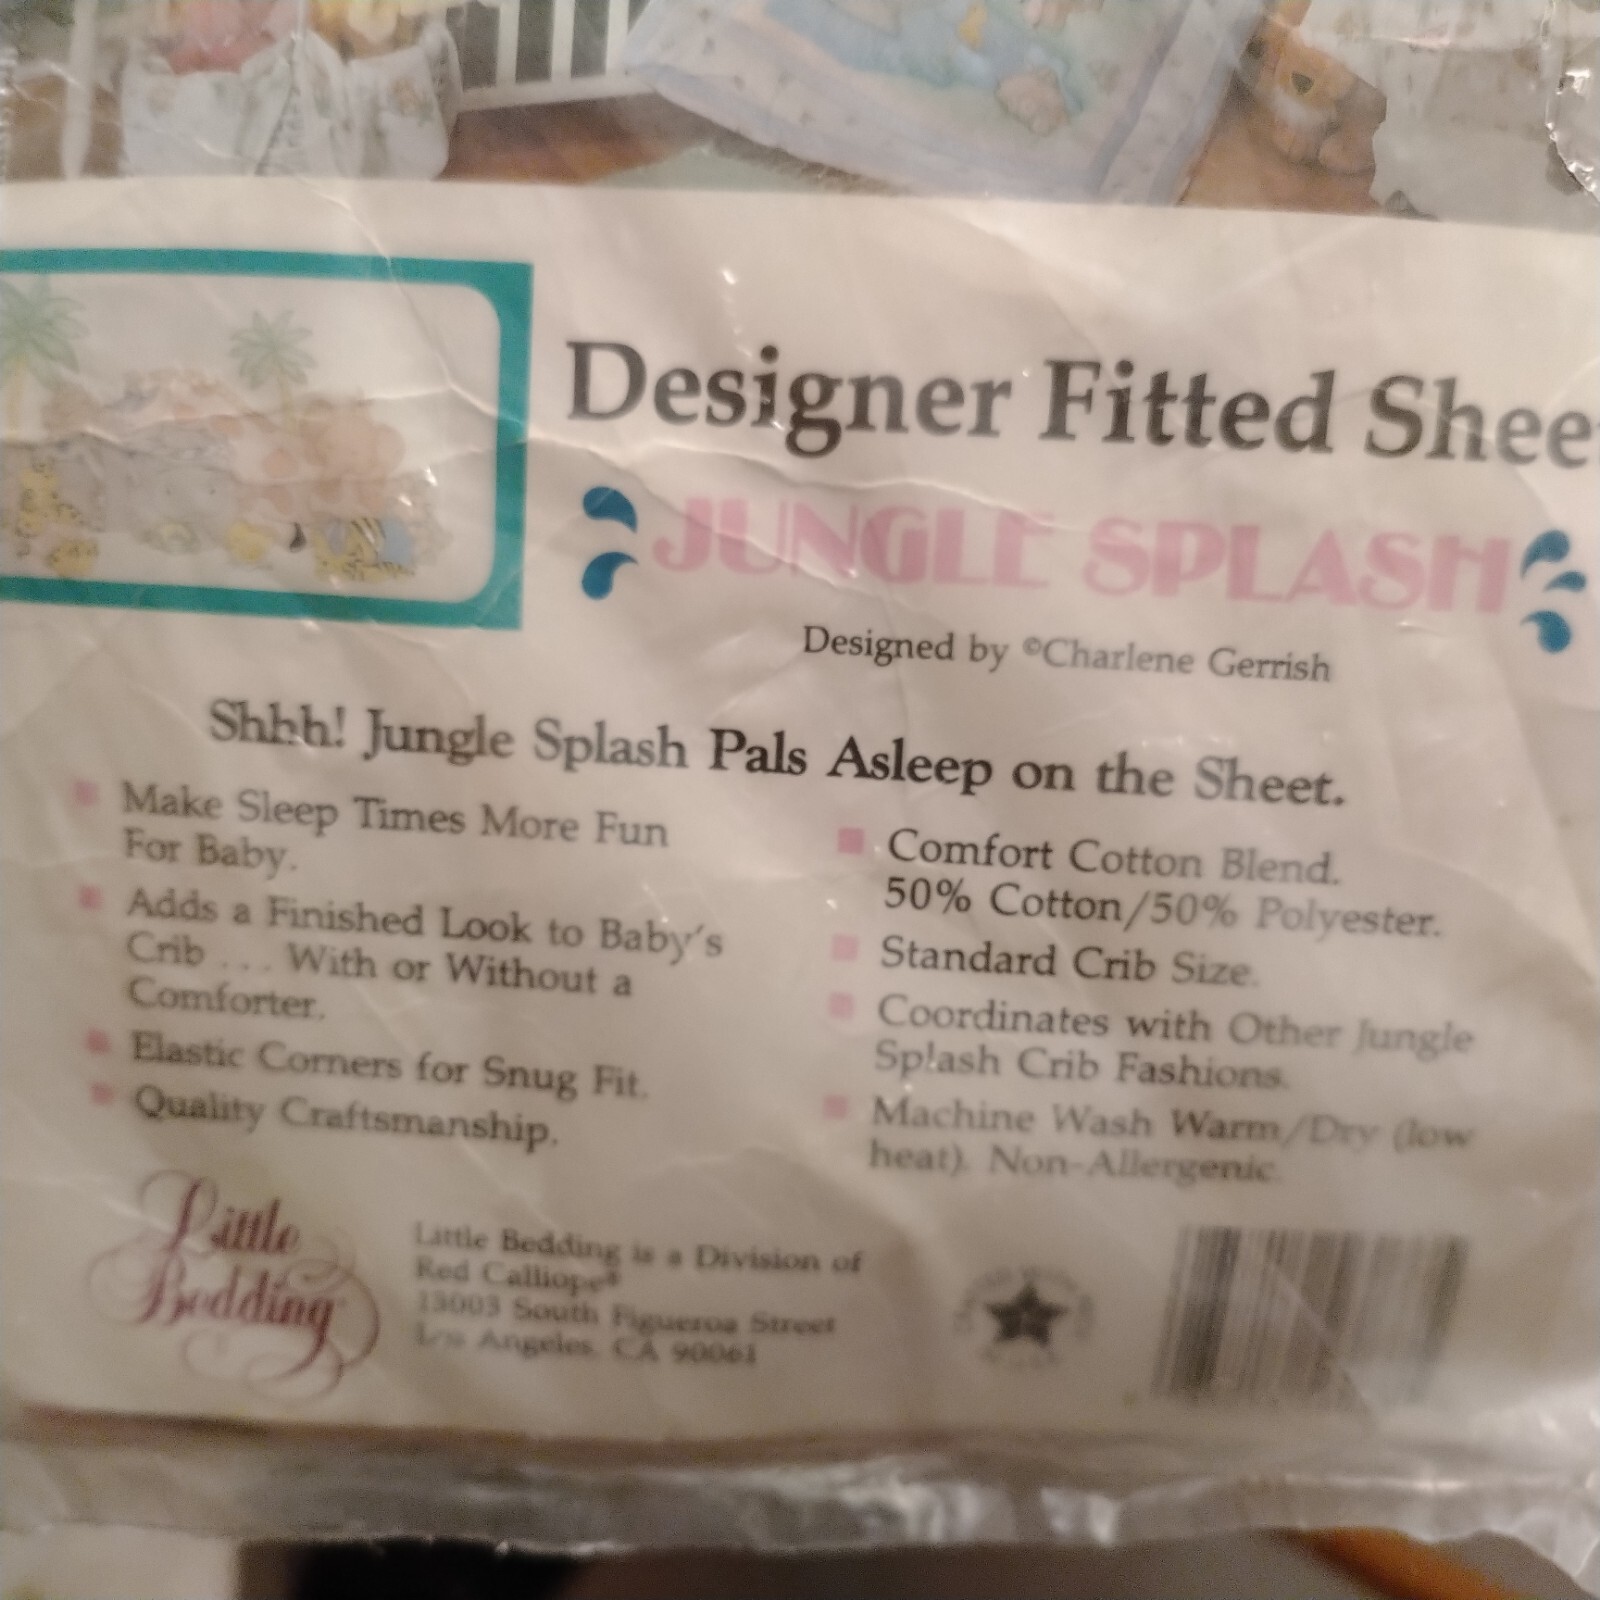 Designer Fitted Shee
JUNGLE SPLASH
Designed by ©Charlene Gerrish
Shhh! Jungle Splash Pals Asleep on the Sheet.
Make Sleep Times More Fun
For Baby.
Adds a Finished Look to Baby's
Crib ... With or Without a
Comforter.
Elastic Corners for Snug Fit.
Quality Craftsmanship.
Comfort Cotton Blend.
50% Cotton/50% Polyester.
Standard Crib Size.
Coordinates with Other Jungle
Splash Crib Fashions.
Machine Wash Warm/Dry (low
heat). Non-Allergenic.
Little
Bedding
Little Bedding is a Division of
Red Calliope®
13003 South Figueroa Street
Los Angeles, CA 90061